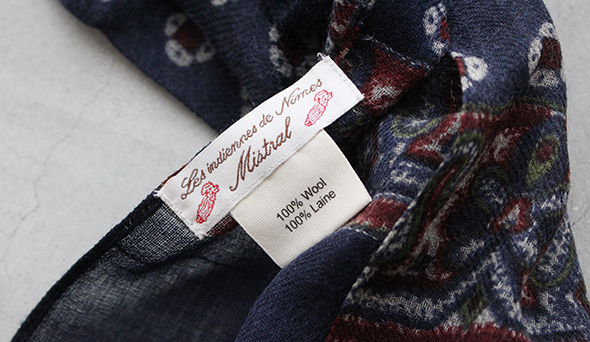 Les indiennes de Nîmes
Mistral
100% Wool
100% Laine